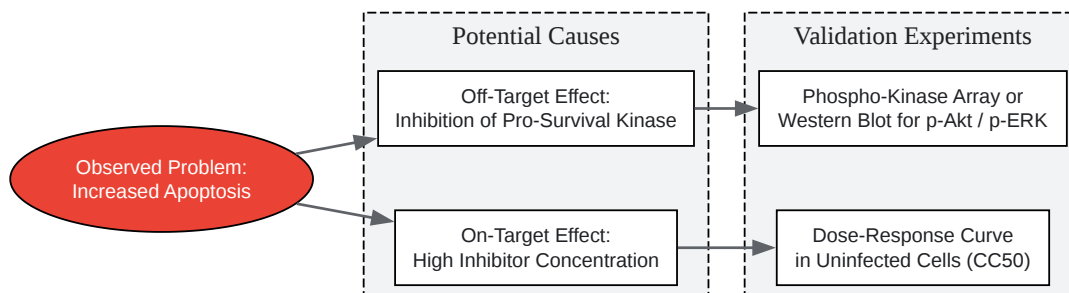 Potential Causes
Validation Experiments
Off-Target Effect:
Inhibition of Pro-Survival Kinase
Phospho-Kinase Array or
Western Blot for p-Akt / p-ERK
Observed Problem:
Increased Apoptosis
On-Target Effect:
High Inhibitor Concentration
Dose-Response Curve
in Uninfected Cells (CC50)